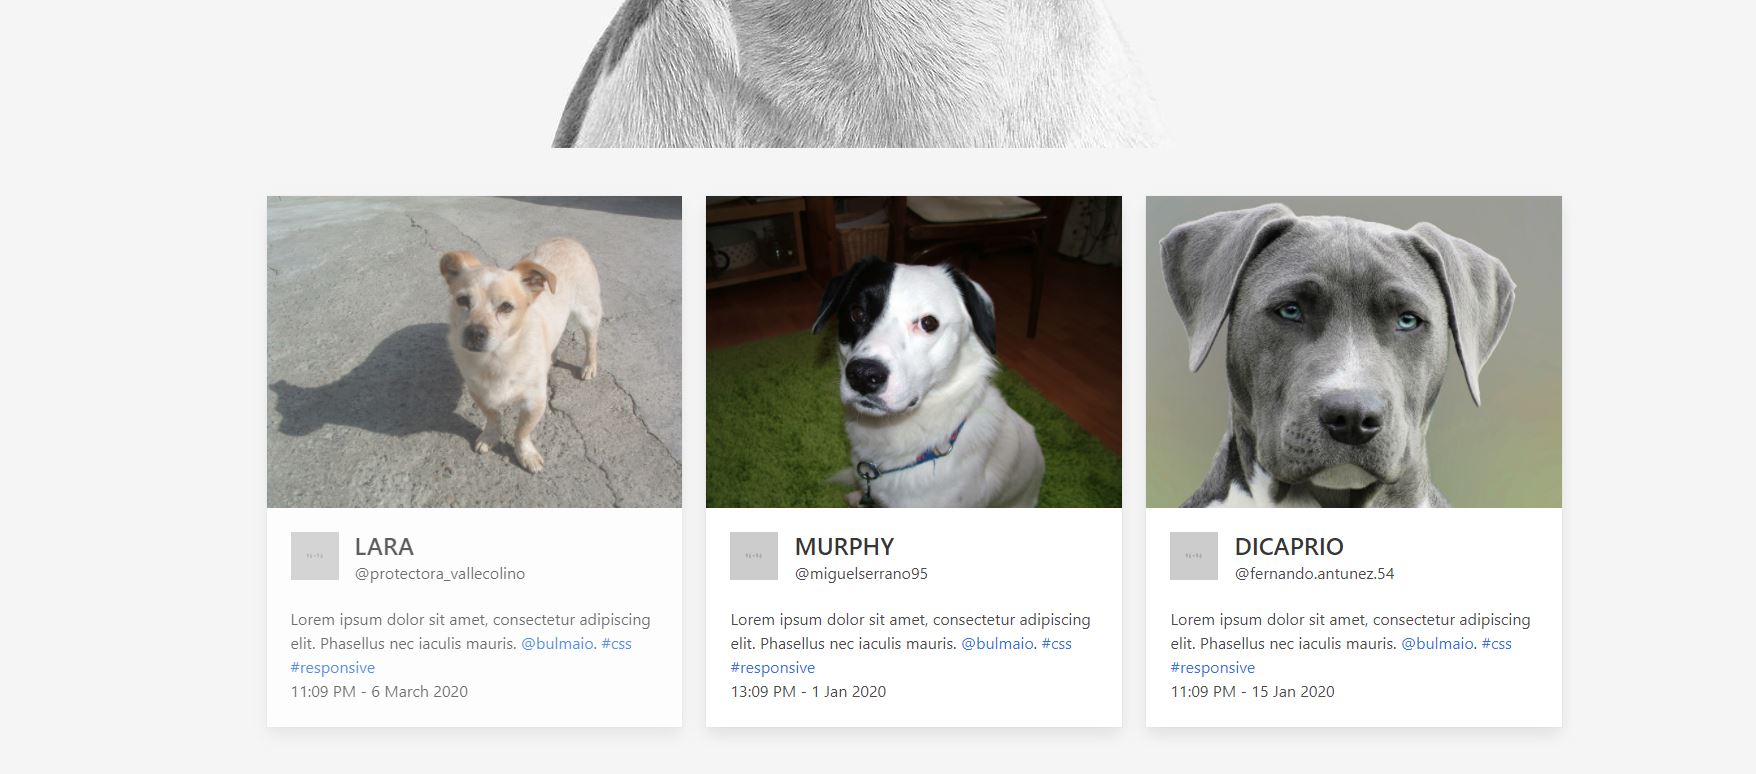 LARA
@protectora_vallecolino
Lorem ipsum dolor sit amet, consectetur adipiscing
elit. Phasellus nec iaculis mauris. @bulmaio. #css
#responsive
11:09 PM - 6 March 2020
MURPHY
@miguelserrano95
Lorem ipsum dolor sit amet, consectetur adipiscing
elit. Phasellus nec iaculis mauris. @bulmaio. #css
#responsive
13:09 PM - 1 Jan 2020
DICAPRIO
@fernando.antunez.54
Lorem ipsum dolor sit amet, consectetur adipiscing
elit. Phasellus nec iaculis mauris. @bulmaio. #css
#responsive
11:09 PM - 15 Jan 2020